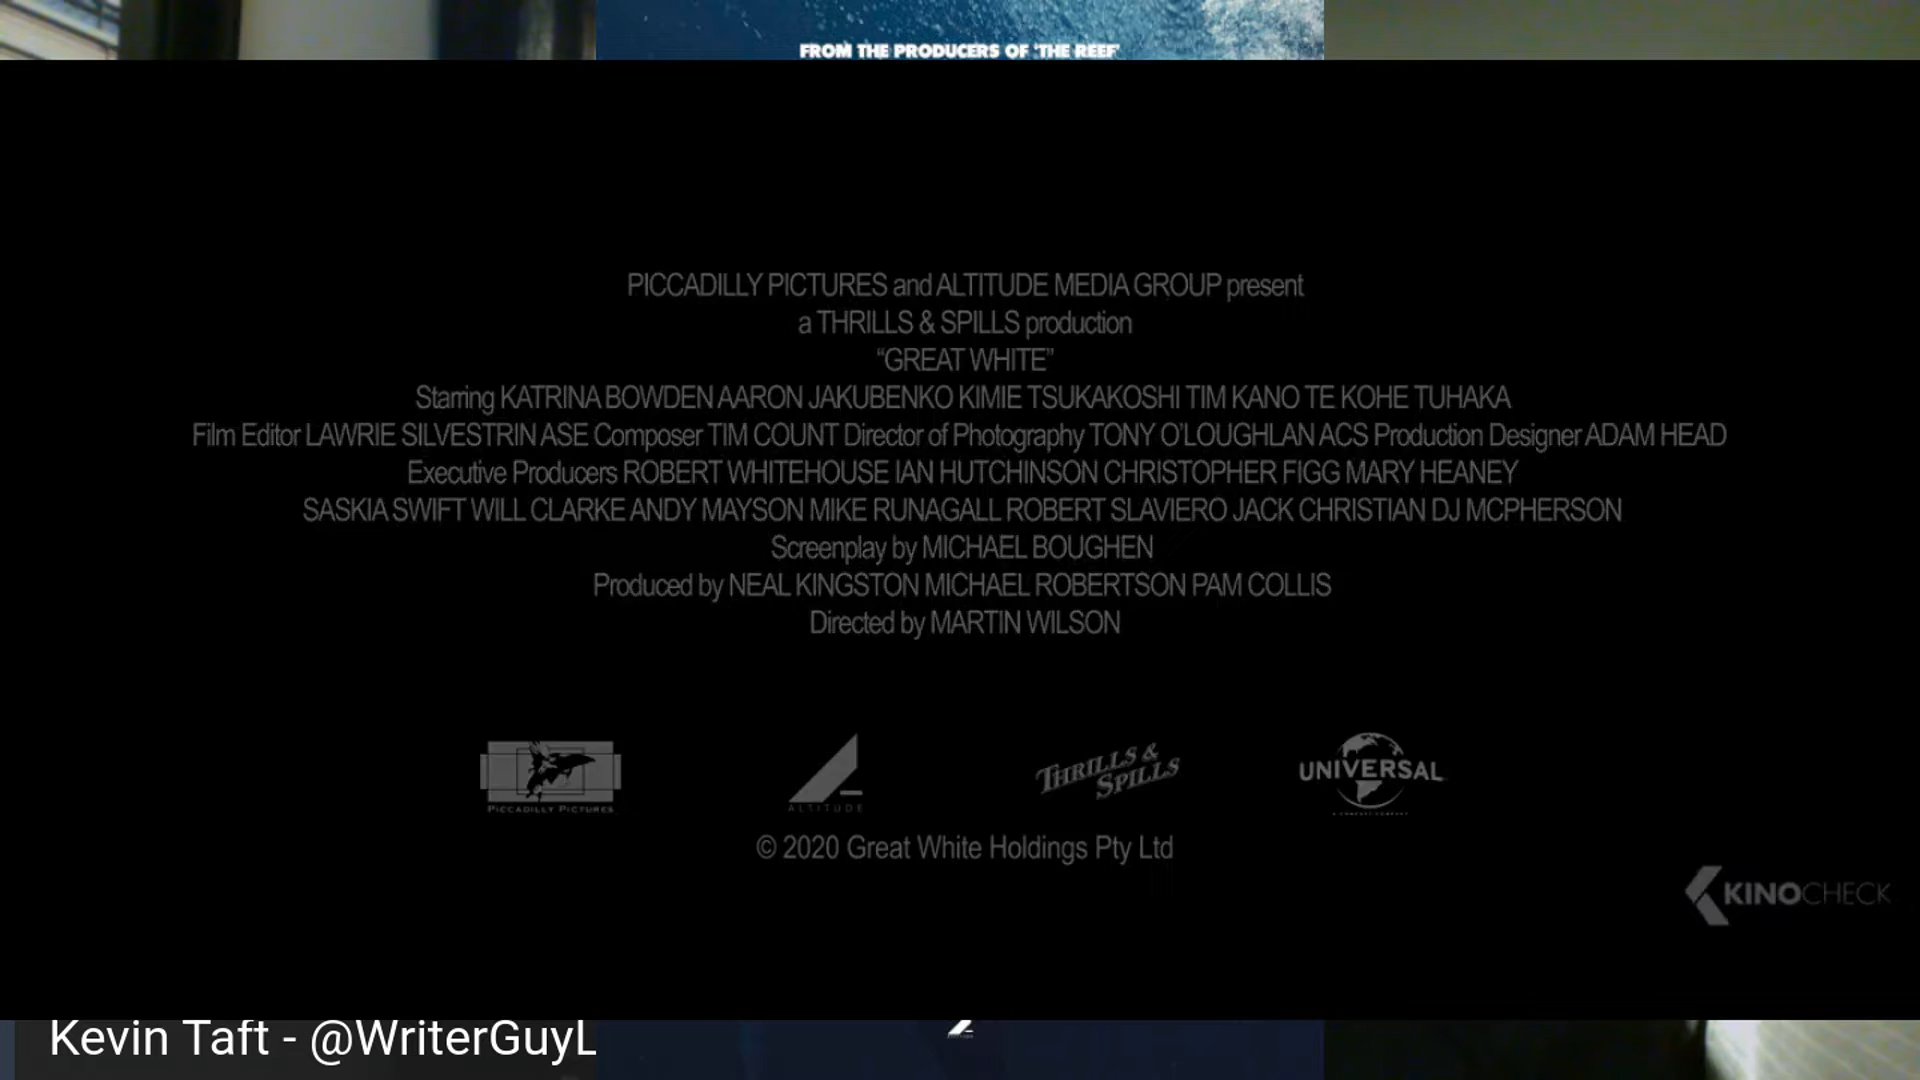 FROM THE PRODUCERS OF 'THE REEF'
PICCADILLY PICTURES and ALTITUDE MEDIA GROUP present
a THRILLS & SPILLS production
“GREAT WHITE”
Starring KATRINA BOWDEN AARON JAKUBENKO KIMIE TSUKAKOSHI TIM KANO TE KOHE TUHAKA
Film Editor LAWRIE SILVESTRIN ASE Composer TIM COUNT Director of Photography TONY O'LOUGHLAN ACS Production Designer ADAM HEAD
Executive Producers ROBERT WHITEHOUSE IAN HUTCHINSON CHRISTOPHER FIGG MARY HEANEY
SASKIA SWIFT WILL CLARKE ANDY MAYSON MIKE RUNAGALL ROBERT SLAVIERO JACK CHRISTIAN DJ MCPHERSON
Screenplay by MICHAEL BOUGHEN
Produced by NEAL KINGSTON MICHAEL ROBERTSON PAM COLLIS
Directed by MARTIN WILSON
PICCADILLY PICTURES
ALTITUDE
THRILLS &
SPILLS
UNIVERSAL
A COMCAST COMPANY
© 2020 Great White Holdings Pty Ltd
KINOCHECK
Kevin Taft - @WriterGuyL